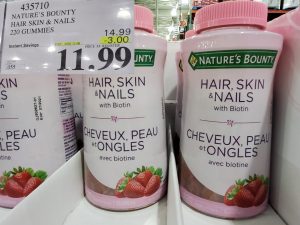 435710
NATURE'S BOUNTY
HAIR SKIN & NAILS
220 GUMMIES
14.99
Instant Savings
-3.00
11.99
HAIR, SKIN
& NAILS
with Biotin
CHEVEUX, PEAU
et ONGLES
avec biotine
NATURE'S BOUNTY
HAIR, SKIN
& NAILS
with Biotin
CHEVEUX, PEAU
et ONGLES
avec biotine